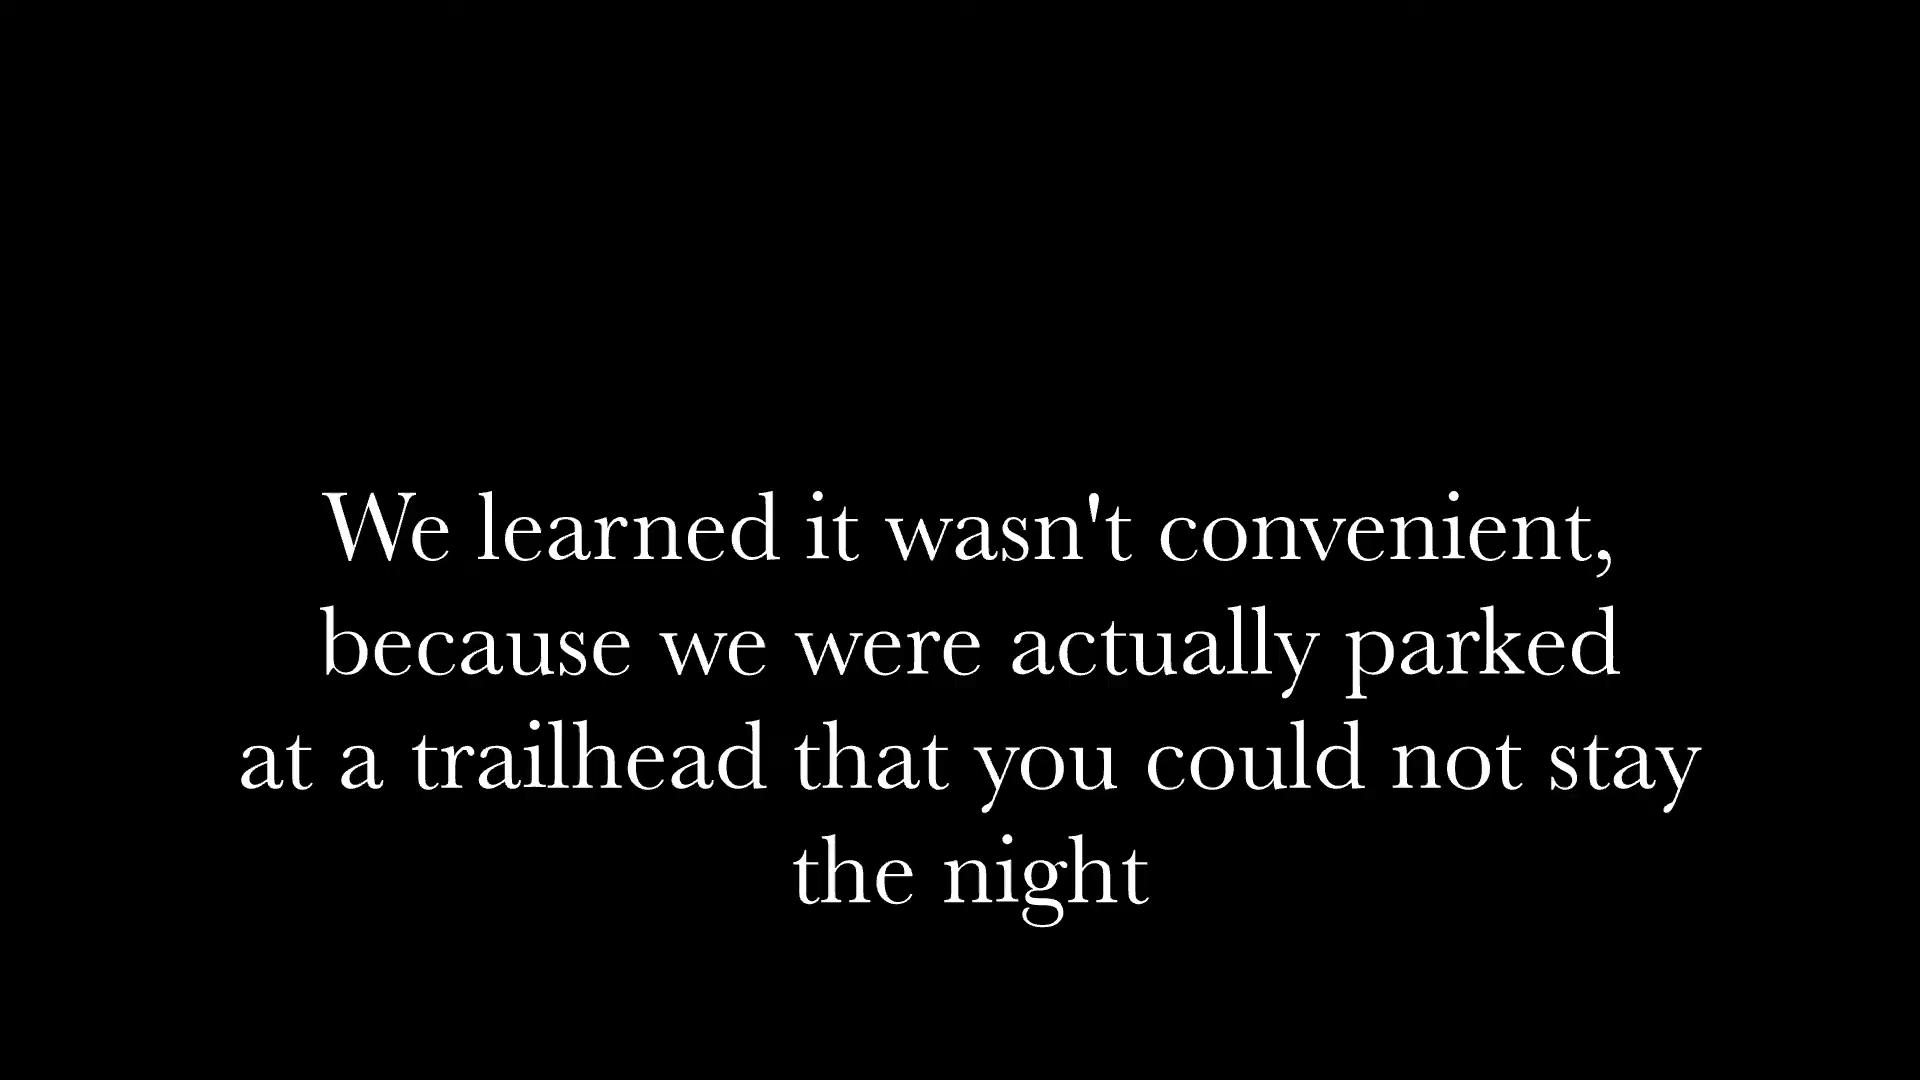 We learned it wasn't convenient,
because we were actually parked
at a trailhead that you could not stay
the night